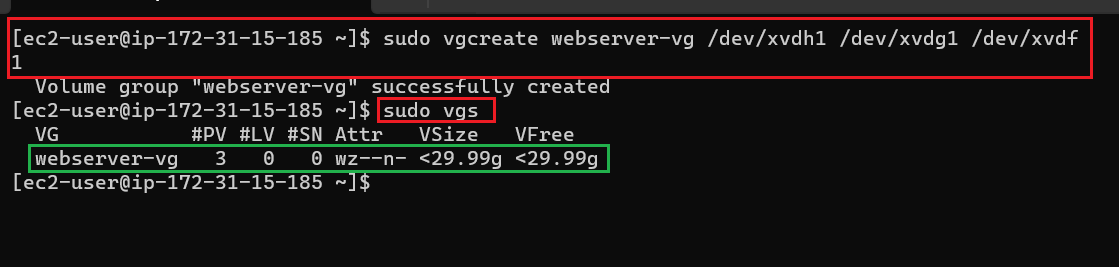 [ec2-user@ip-172-31-15-185 ~]$ sudo vgcreate webserver-vg /dev/xvdh1 /dev/xvdg1 /dev/xvdf
1
  Volume group "webserver-vg" successfully created
[ec2-user@ip-172-31-15-185 ~]$ sudo vgs
  VG           #PV #LV #SN Attr   VSize   VFree
  webserver-vg   3   0   0 wz--n- <29.99g <29.99g
[ec2-user@ip-172-31-15-185 ~]$